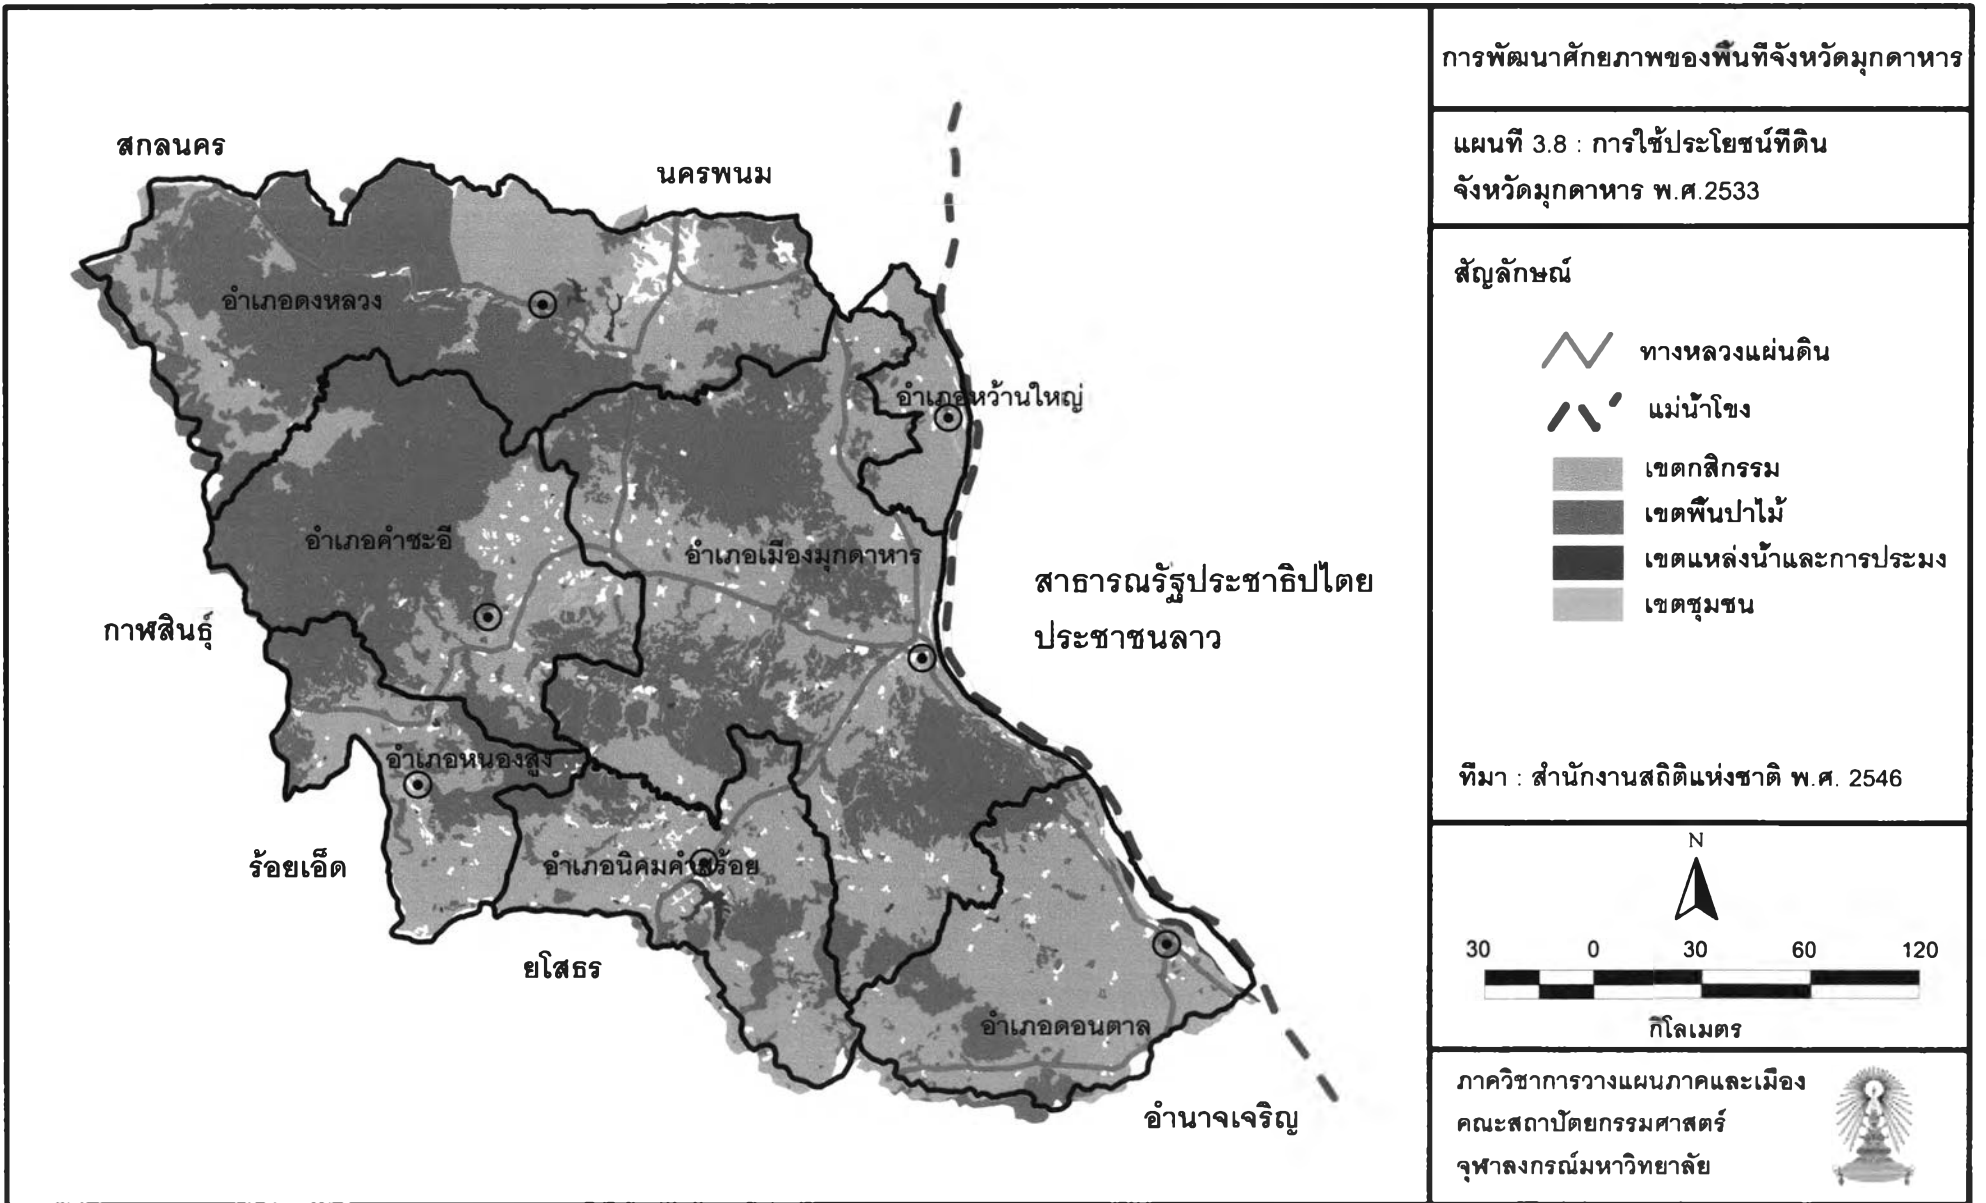 การพัฒนาศักยภาพของพื้นที่จังหวัดมุกดาหาร
แผนที่ 3.8 : การใช้ประโยชน์ที่ดิน
จังหวัดมุกดาหาร พ.ศ.2533
สัญลักษณ์
ทางหลวงแผ่นดิน
แม่น้ำโขง
เขตกสิกรรม
เขตพื้นป่าไม้
เขตแหล่งน้ำและการประมง
เขตชุมชน
ที่มา : สำนักงานสถิติแห่งชาติ พ.ศ. 2546
N
30 0 30 60 120
กิโลเมตร
ภาควิชาการวางแผนภาคและเมือง
คณะสถาปัตยกรรมศาสตร์
จุฬาลงกรณ์มหาวิทยาลัย
สกลนคร
นครพนม
อำเภอดงหลวง
อำเภอหว้านใหญ่
อำเภอคำชะอี
อำเภอเมืองมุกดาหาร
สาธารณรัฐประชาธิปไตย
ประชาชนลาว
กาฬสินธุ์
อำเภอหนองสูง
ร้อยเอ็ด
อำเภอนิคมคำสร้อย
ยโสธร
อำเภอดอนตาล
อำนาจเจริญ